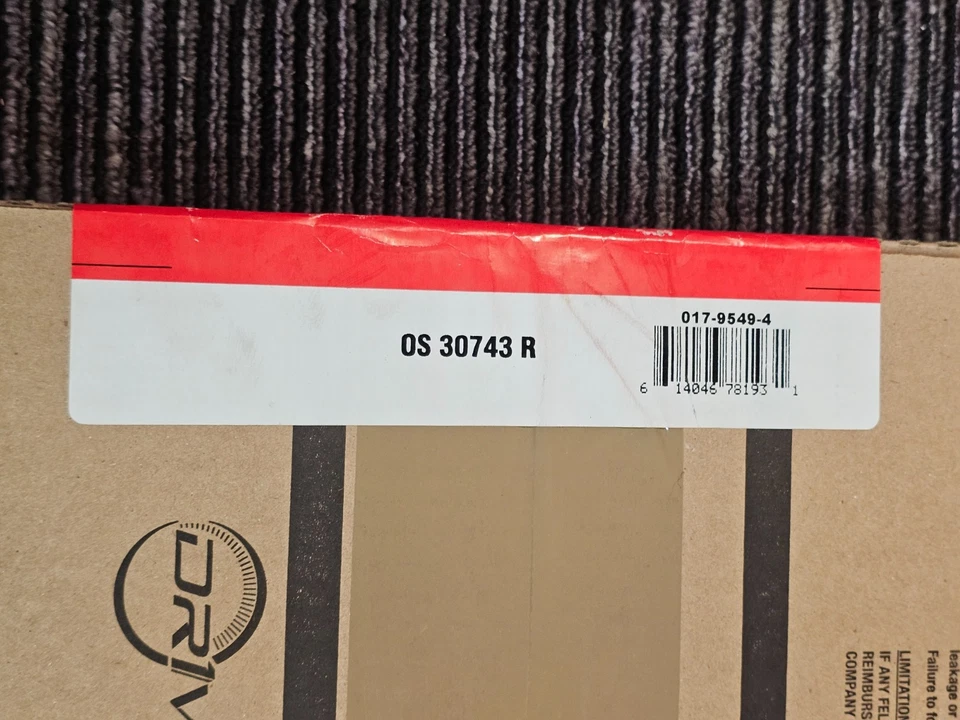 017-9549-4
OS 30743 R
6 14046 78193 1
DRiV
leakage or
Failure to f
LIMITATIO
IF ANY FEL
REIMBURS
COMPANY